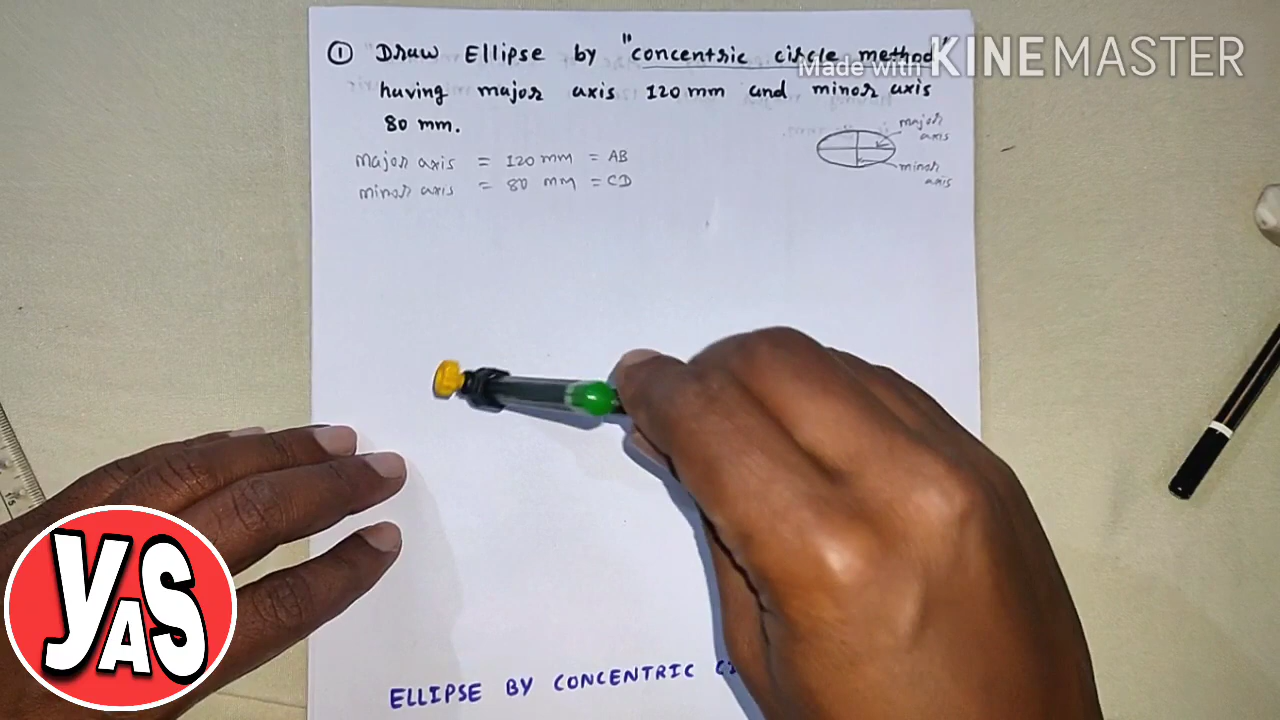 ① Draw Ellipse by "concentric circle method"
Made with KINEMASTER
having major axis 120 mm and minor axis
80 mm.
major axis
minor axis
major axis = 120 mm = AB
minor axis = 80 mm = CD
YAS
ELLIPSE BY CONCENTRIC